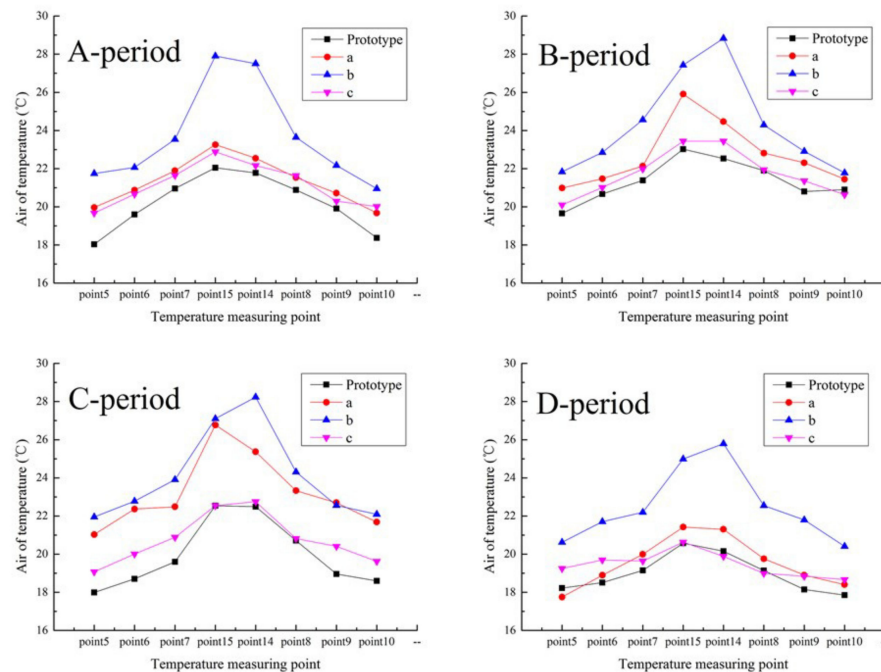 A-period
Prototype
a
b
c
30
28
26
24
22
20
18
16
Air of temperature (℃)
point5 point6 point7 point15 point14 point8 point9 point10 --
Temperature measuring point
B-period
Prototype
a
b
c
30
28
26
24
22
20
18
16
Air of temperature (℃)
point5 point6 point7 point15 point14 point8 point9 point10
Temperature measuring point
C-period
Prototype
a
b
c
30
28
26
24
22
20
18
16
Air of temperature (℃)
point5 point6 point7 point15 point14 point8 point9 point10 --
Temperature measuring point
D-period
Prototype
a
b
c
30
28
26
24
22
20
18
16
Air of temperature (℃)
point5 point6 point7 point15 point14 point8 point9 point10
Temperature measuring point